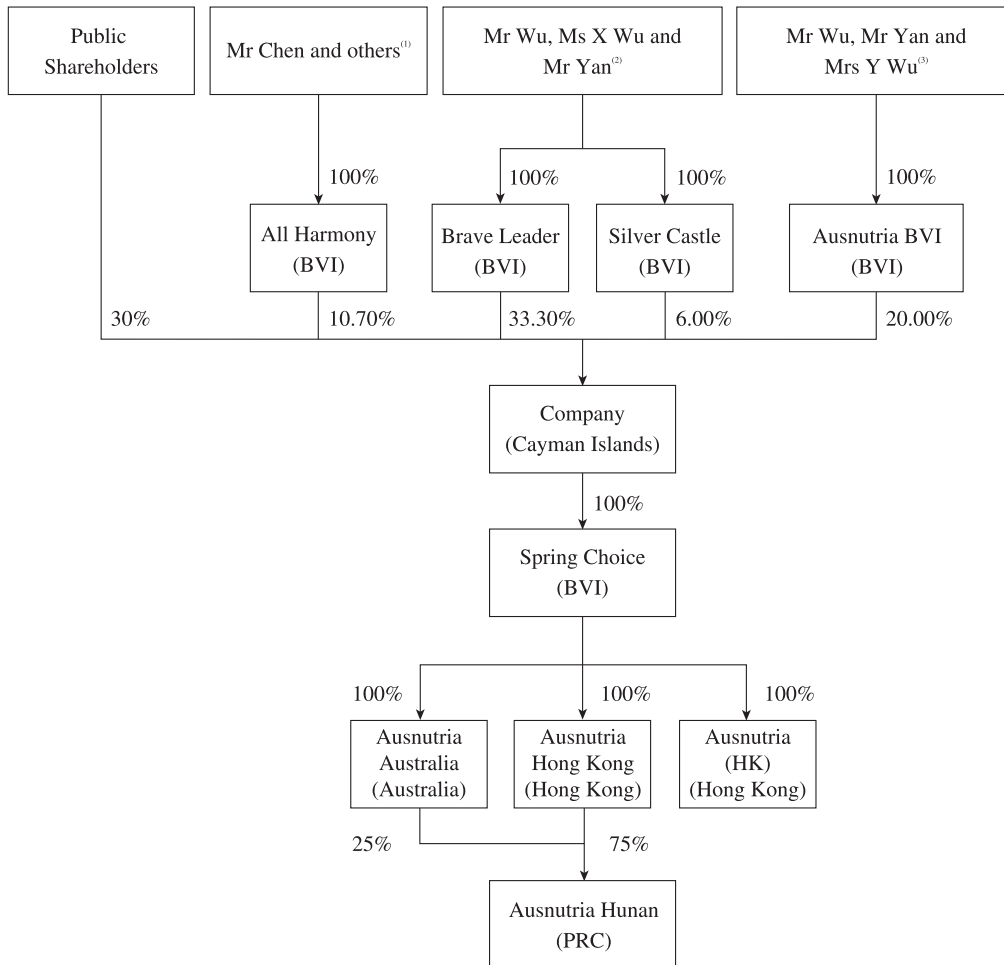 Public
Shareholders
Mr Chen and others(1)
Mr Wu, Ms X Wu and
Mr Yan(2)
Mr Wu, Mr Yan and
Mrs Y Wu(3)
100%
100%
100%
100%
All Harmony
(BVI)
Brave Leader
(BVI)
Silver Castle
(BVI)
Ausnutria BVI
(BVI)
30%
10.70%
33.30%
6.00%
20.00%
Company
(Cayman Islands)
100%
Spring Choice
(BVI)
100%
100%
100%
Ausnutria
Australia
(Australia)
Ausnutria
Hong Kong
(Hong Kong)
Ausnutria
(HK)
(Hong Kong)
25%
75%
Ausnutria Hunan
(PRC)